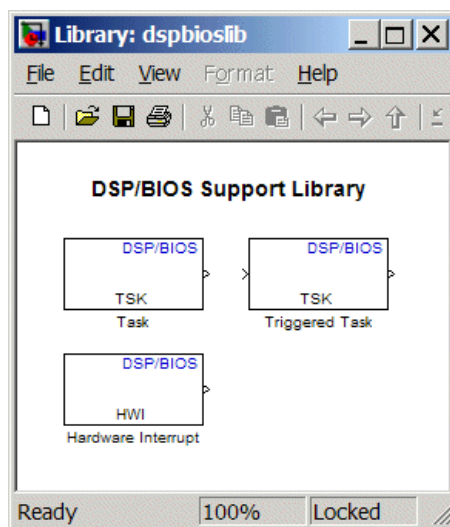 Library: dspbioslib
File Edit View Format Help
DSP/BIOS Support Library
DSP/BIOS DSP/BIOS
TSK TSK
Task Triggered Task
DSP/BIOS
HWI
Hardware Interrupt
Ready 100% Locked